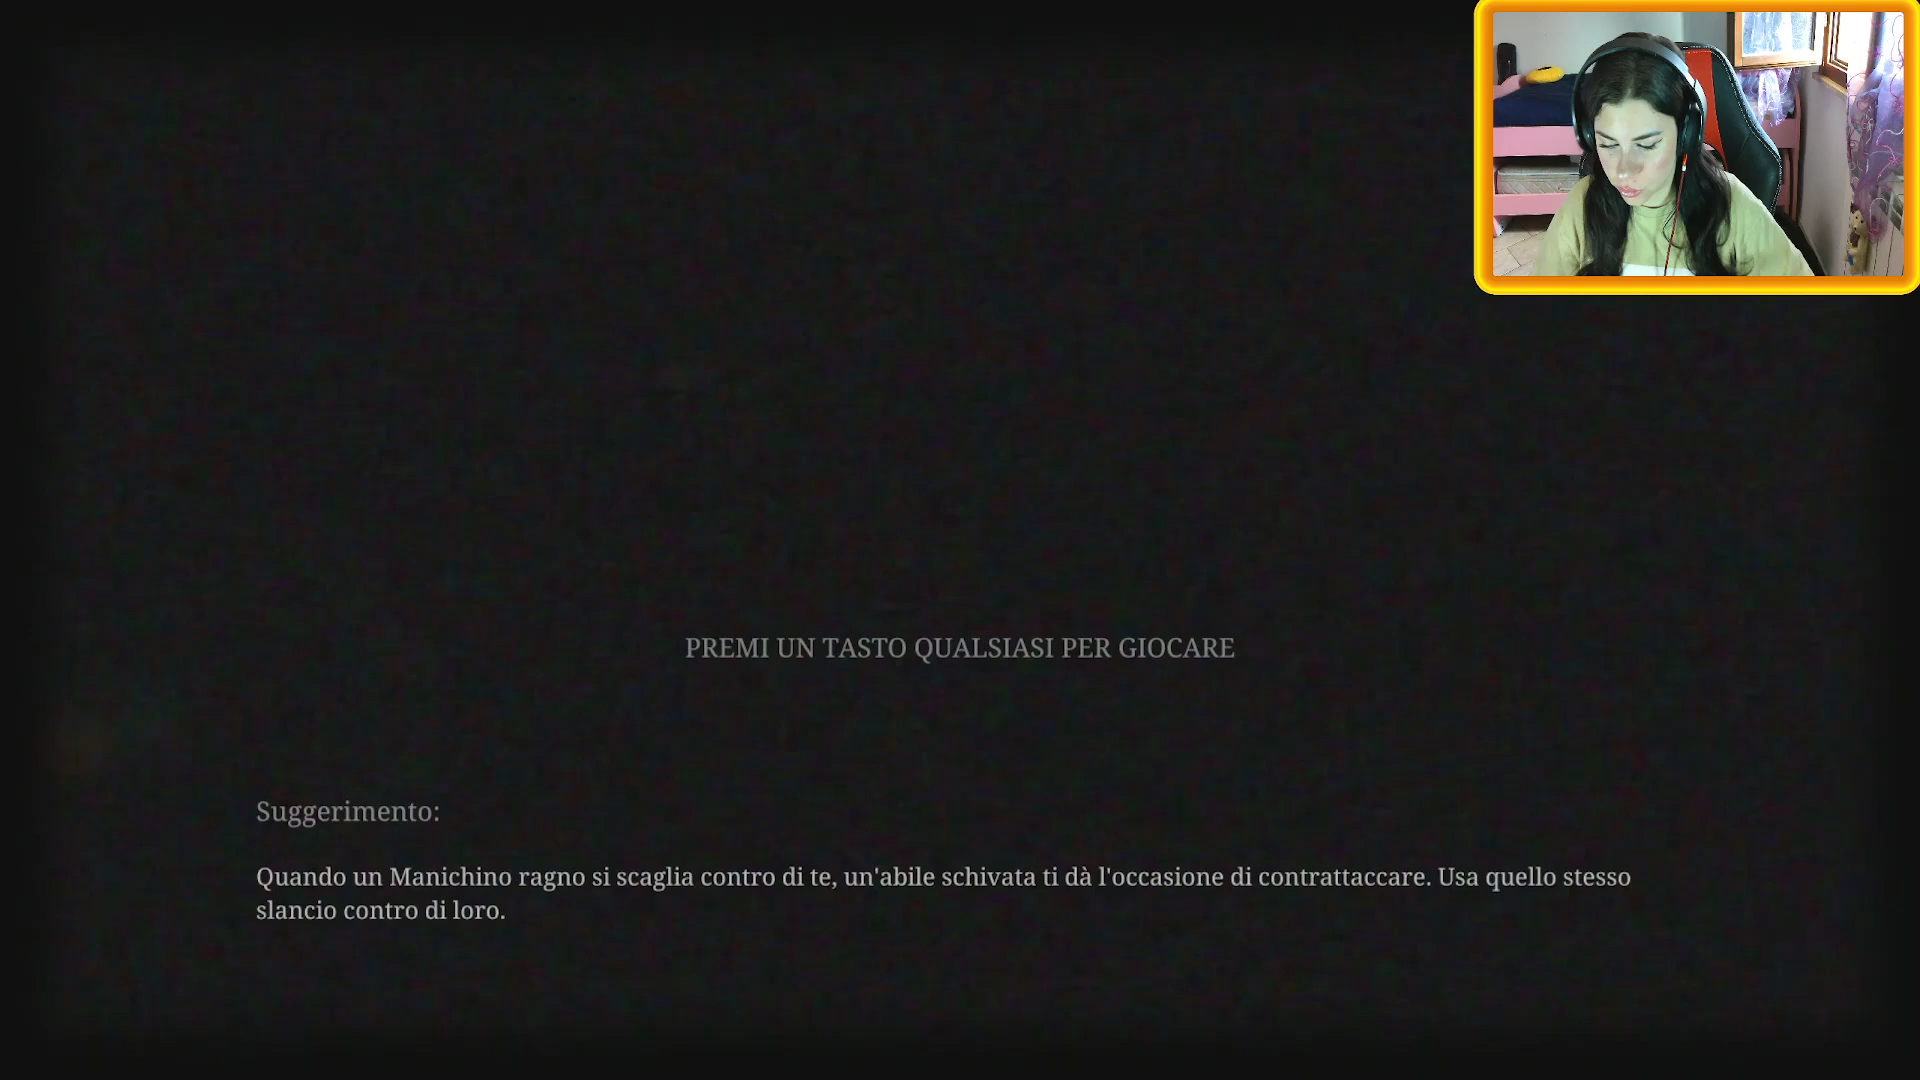 PREMI UN TASTO QUALSIASI PER GIOCARE
Suggerimento:
Quando un Manichino ragno si scaglia contro di te, un'abile schivata ti dà l'occasione di contrattaccare. Usa quello stesso
slancio contro di loro.